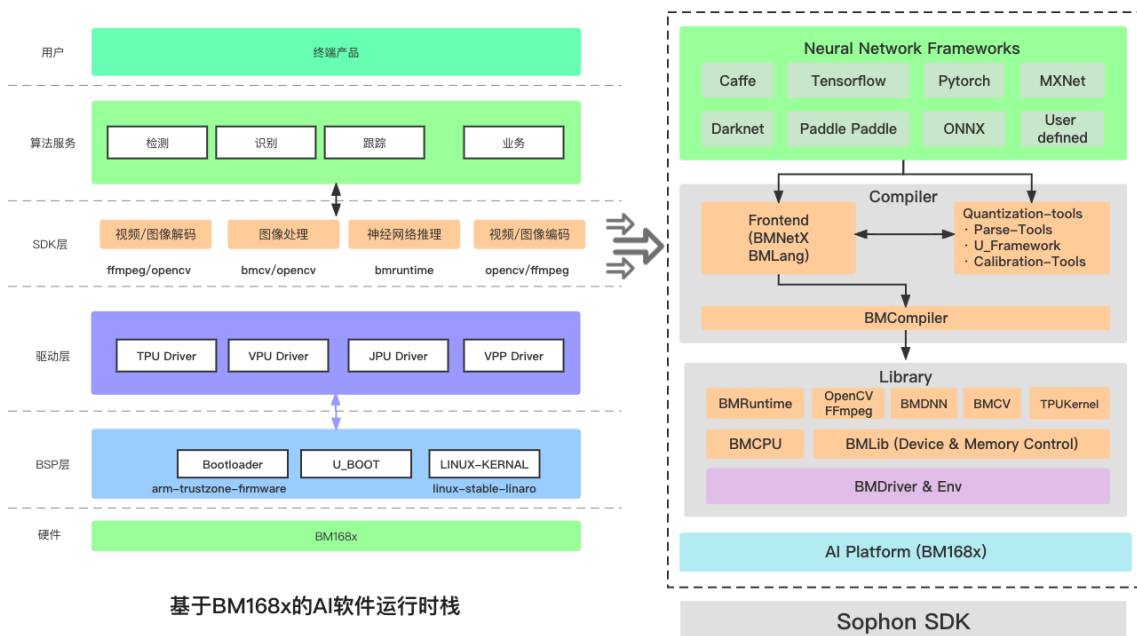 用户
终端产品
算法服务
检测
识别
跟踪
业务
SDK层
视频/图像解码
图像处理
神经网络推理
视频/图像编码
ffmpeg/opencv
bmcv/opencv
bmruntime
opencv/ffmpeg
驱动层
TPU Driver
VPU Driver
JPU Driver
VPP Driver
BSP层
Bootloader
U_BOOT
LINUX-KERNAL
arm-trustzone-firmware
linux-stable-linaro
硬件
BM168x
基于BM168x的AI软件运行时栈
Neural Network Frameworks
Caffe
Tensorflow
Pytorch
MXNet
Darknet
Paddle Paddle
ONNX
User
defined
Compiler
Frontend
(BMNetX
BMLang)
Quantization-tools
· Parse-Tools
· U_Framework
· Calibration-Tools
BMCompiler
Library
BMRuntime
OpenCV
FFmpeg
BMDNN
BMCV
TPUKernel
BMCPU
BMLib (Device & Memory Control)
BMDriver & Env
AI Platform (BM168x)
Sophon SDK